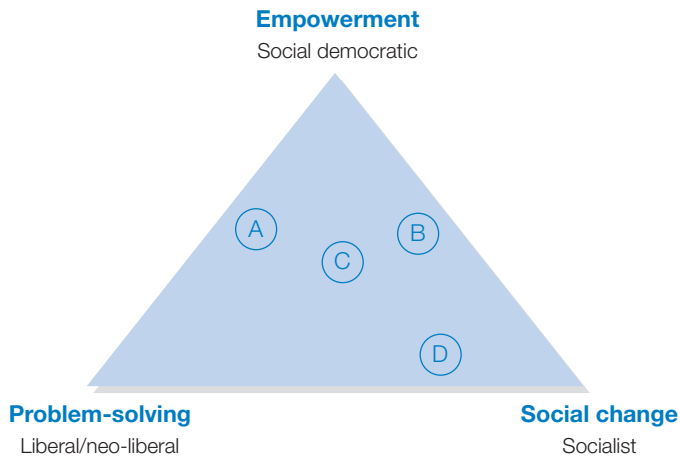 Empowerment
Social democratic
A
B
C
D
Problem-solving
Liberal/neo-liberal
Social change
Socialist